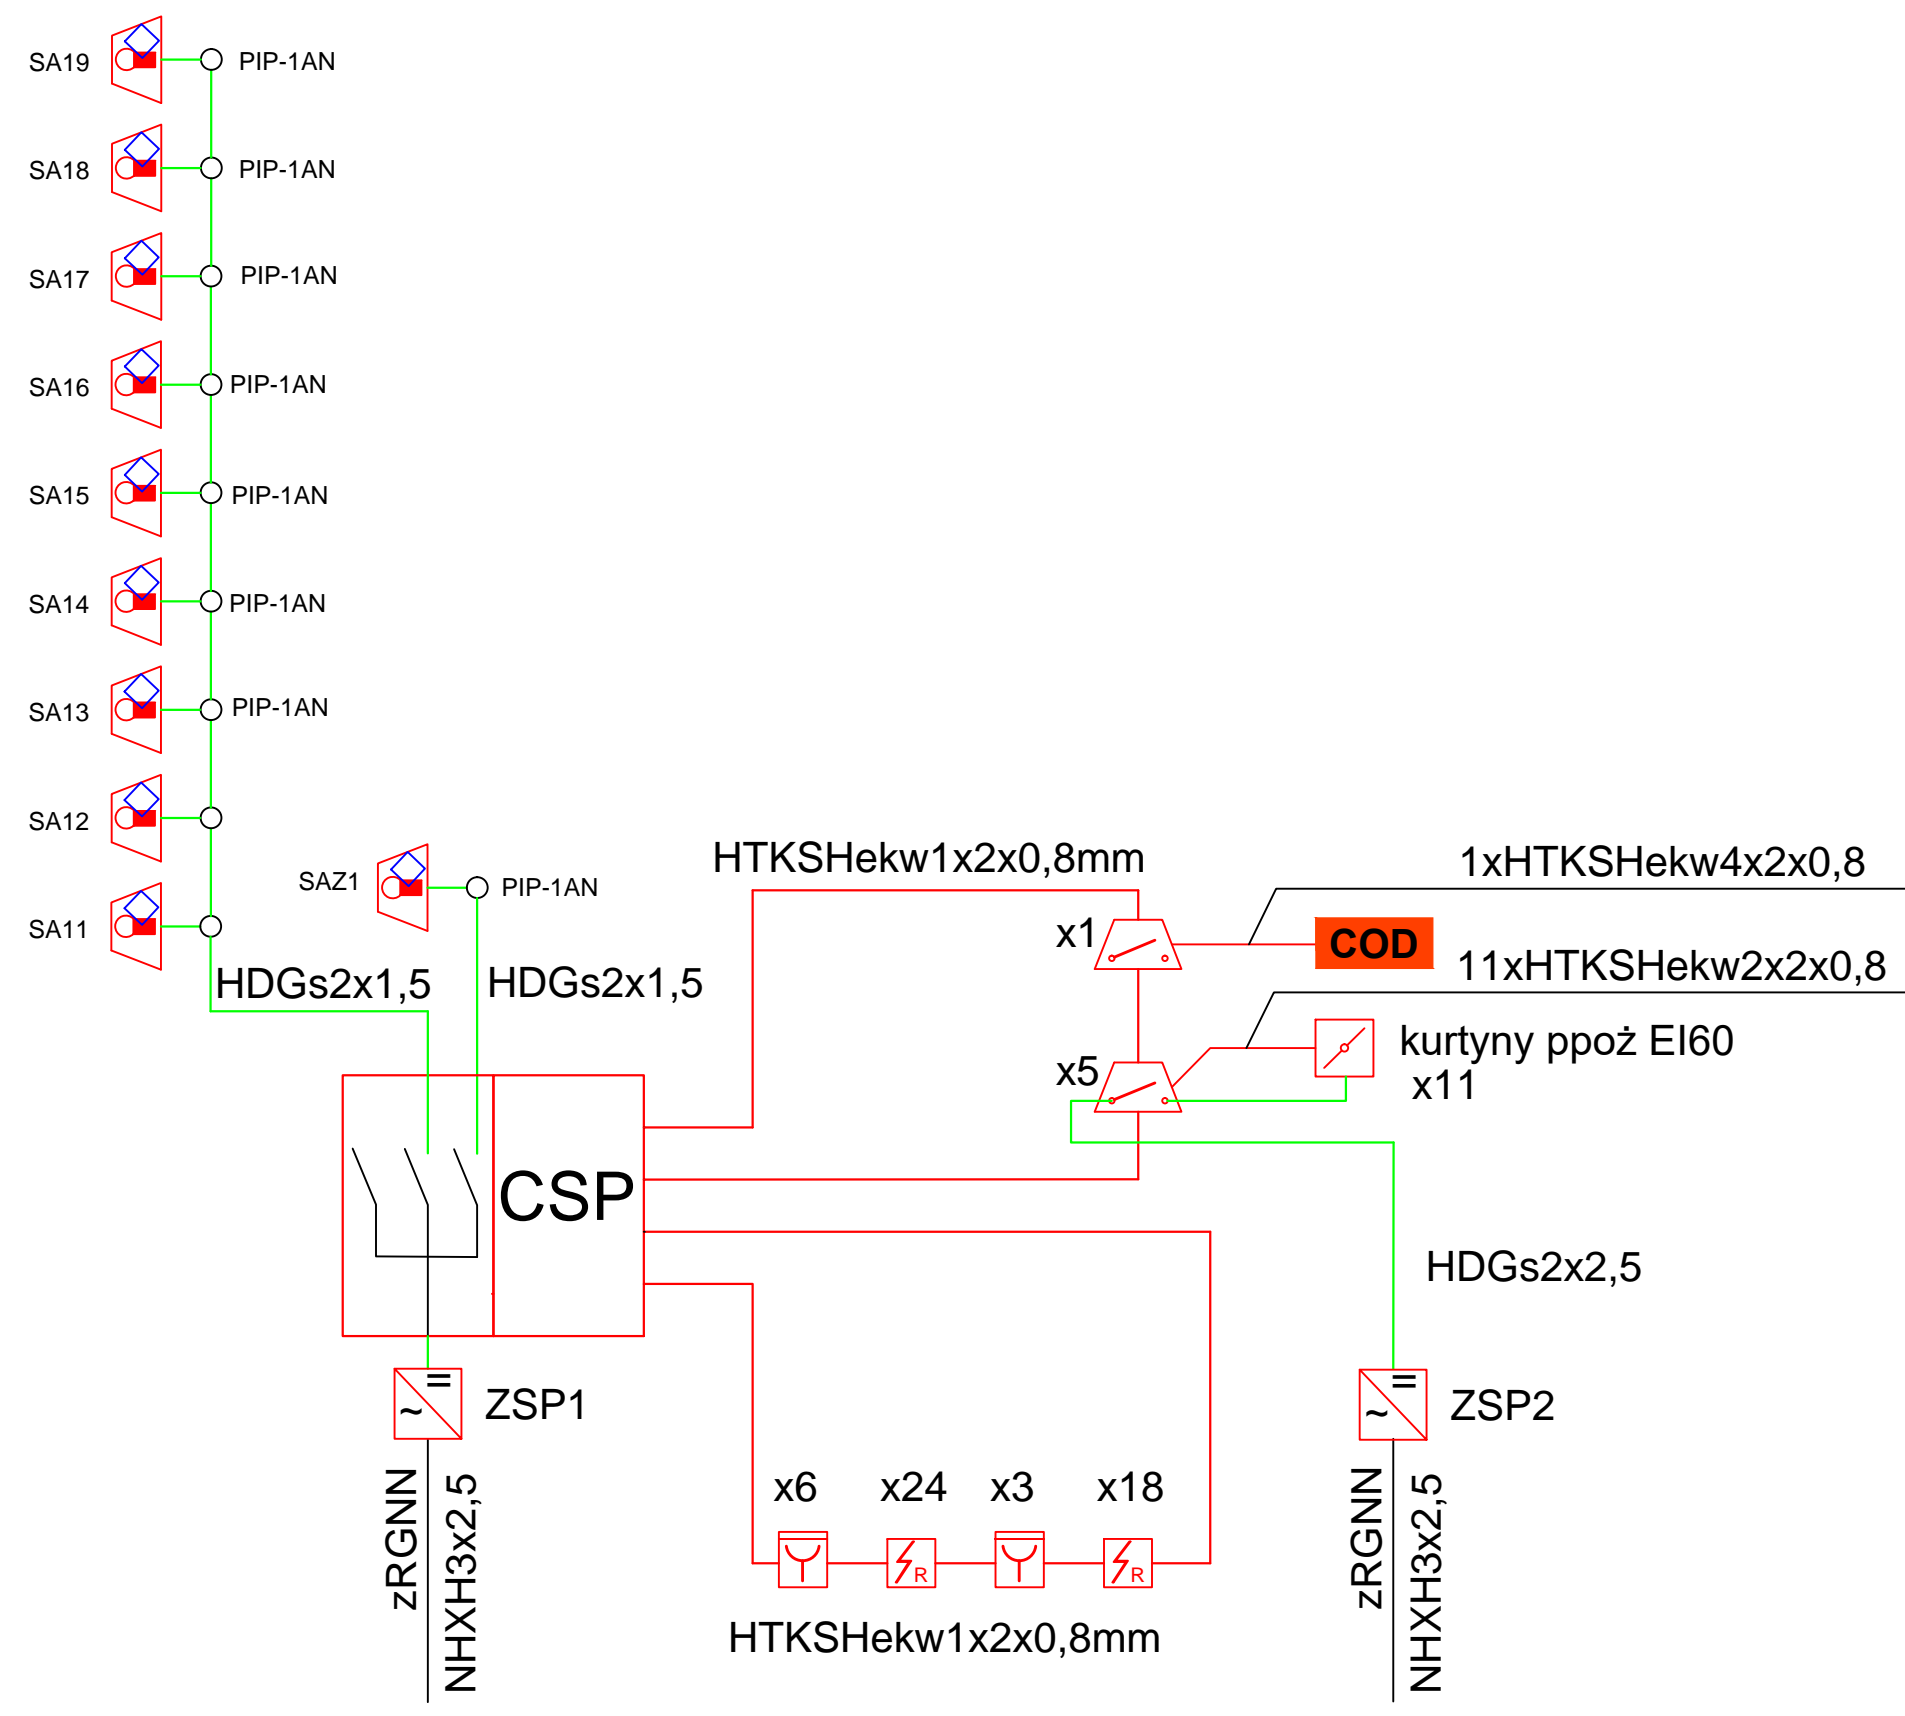 SA19 PIP-1AN
SA18 PIP-1AN
SA17 PIP-1AN
SA16 PIP-1AN
SA15 PIP-1AN
SA14 PIP-1AN
SA13 PIP-1AN
SA12
SA11
SAZ1 PIP-1AN
HDGs2x1,5
HDGs2x1,5
HTKSHekw1x2x0,8mm
1xHTKSHekw4x2x0,8
x1
COD
11xHTKSHekw2x2x0,8
x5
kurtyny ppoż EI60
x11
CSP
HDGs2x2,5
ZSP1
ZSP2
zRGNN
NHXH3x2,5
x6
x24
x3
x18
R
R
HTKSHekw1x2x0,8mm
zRGNN
NHXH3x2,5